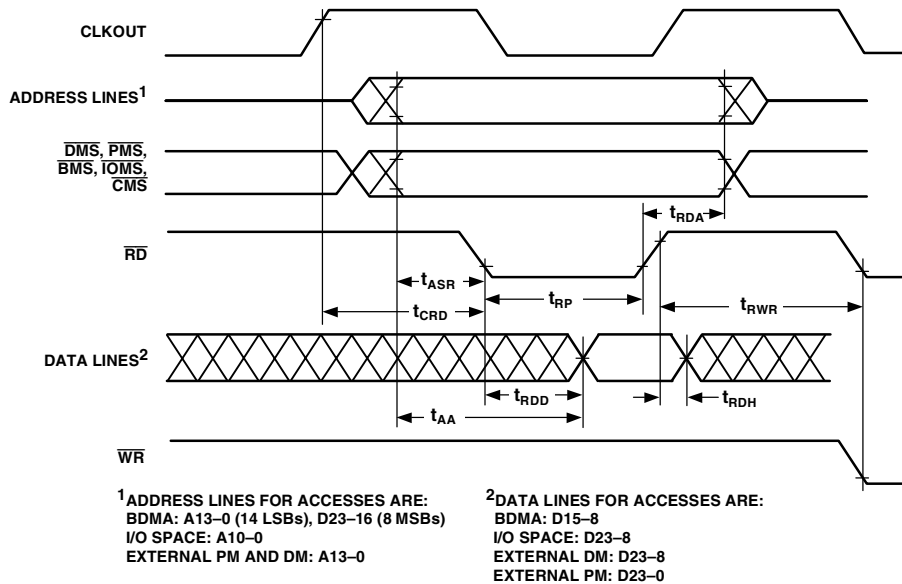 CLKOUT
ADDRESS LINES¹
DMS, PMS,
BMS, IOMS,
CMS
tRDA
RD
tASR
tRP
tCRD
tRWR
DATA LINES²
tRDD
tRDH
tAA
WR
¹ADDRESS LINES FOR ACCESSES ARE:
BDMA: A13–0 (14 LSBs), D23–16 (8 MSBs)
I/O SPACE: A10–0
EXTERNAL PM AND DM: A13–0
²DATA LINES FOR ACCESSES ARE:
BDMA: D15–8
I/O SPACE: D23–8
EXTERNAL DM: D23–8
EXTERNAL PM: D23–0